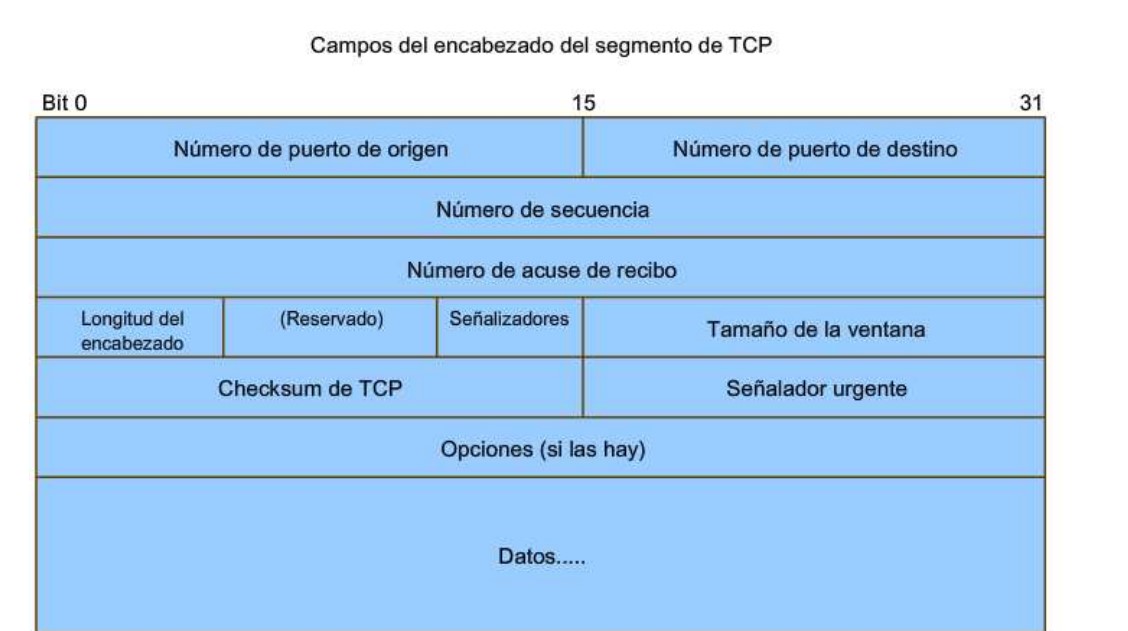 Campos del encabezado del segmento de TCP
Bit 0 15 31
Número de puerto de origen Número de puerto de destino
Número de secuencia
Número de acuse de recibo
Longitud del encabezado (Reservado) Señalizadores Tamaño de la ventana
Checksum de TCP Señalador urgente
Opciones (si las hay)
Datos.....